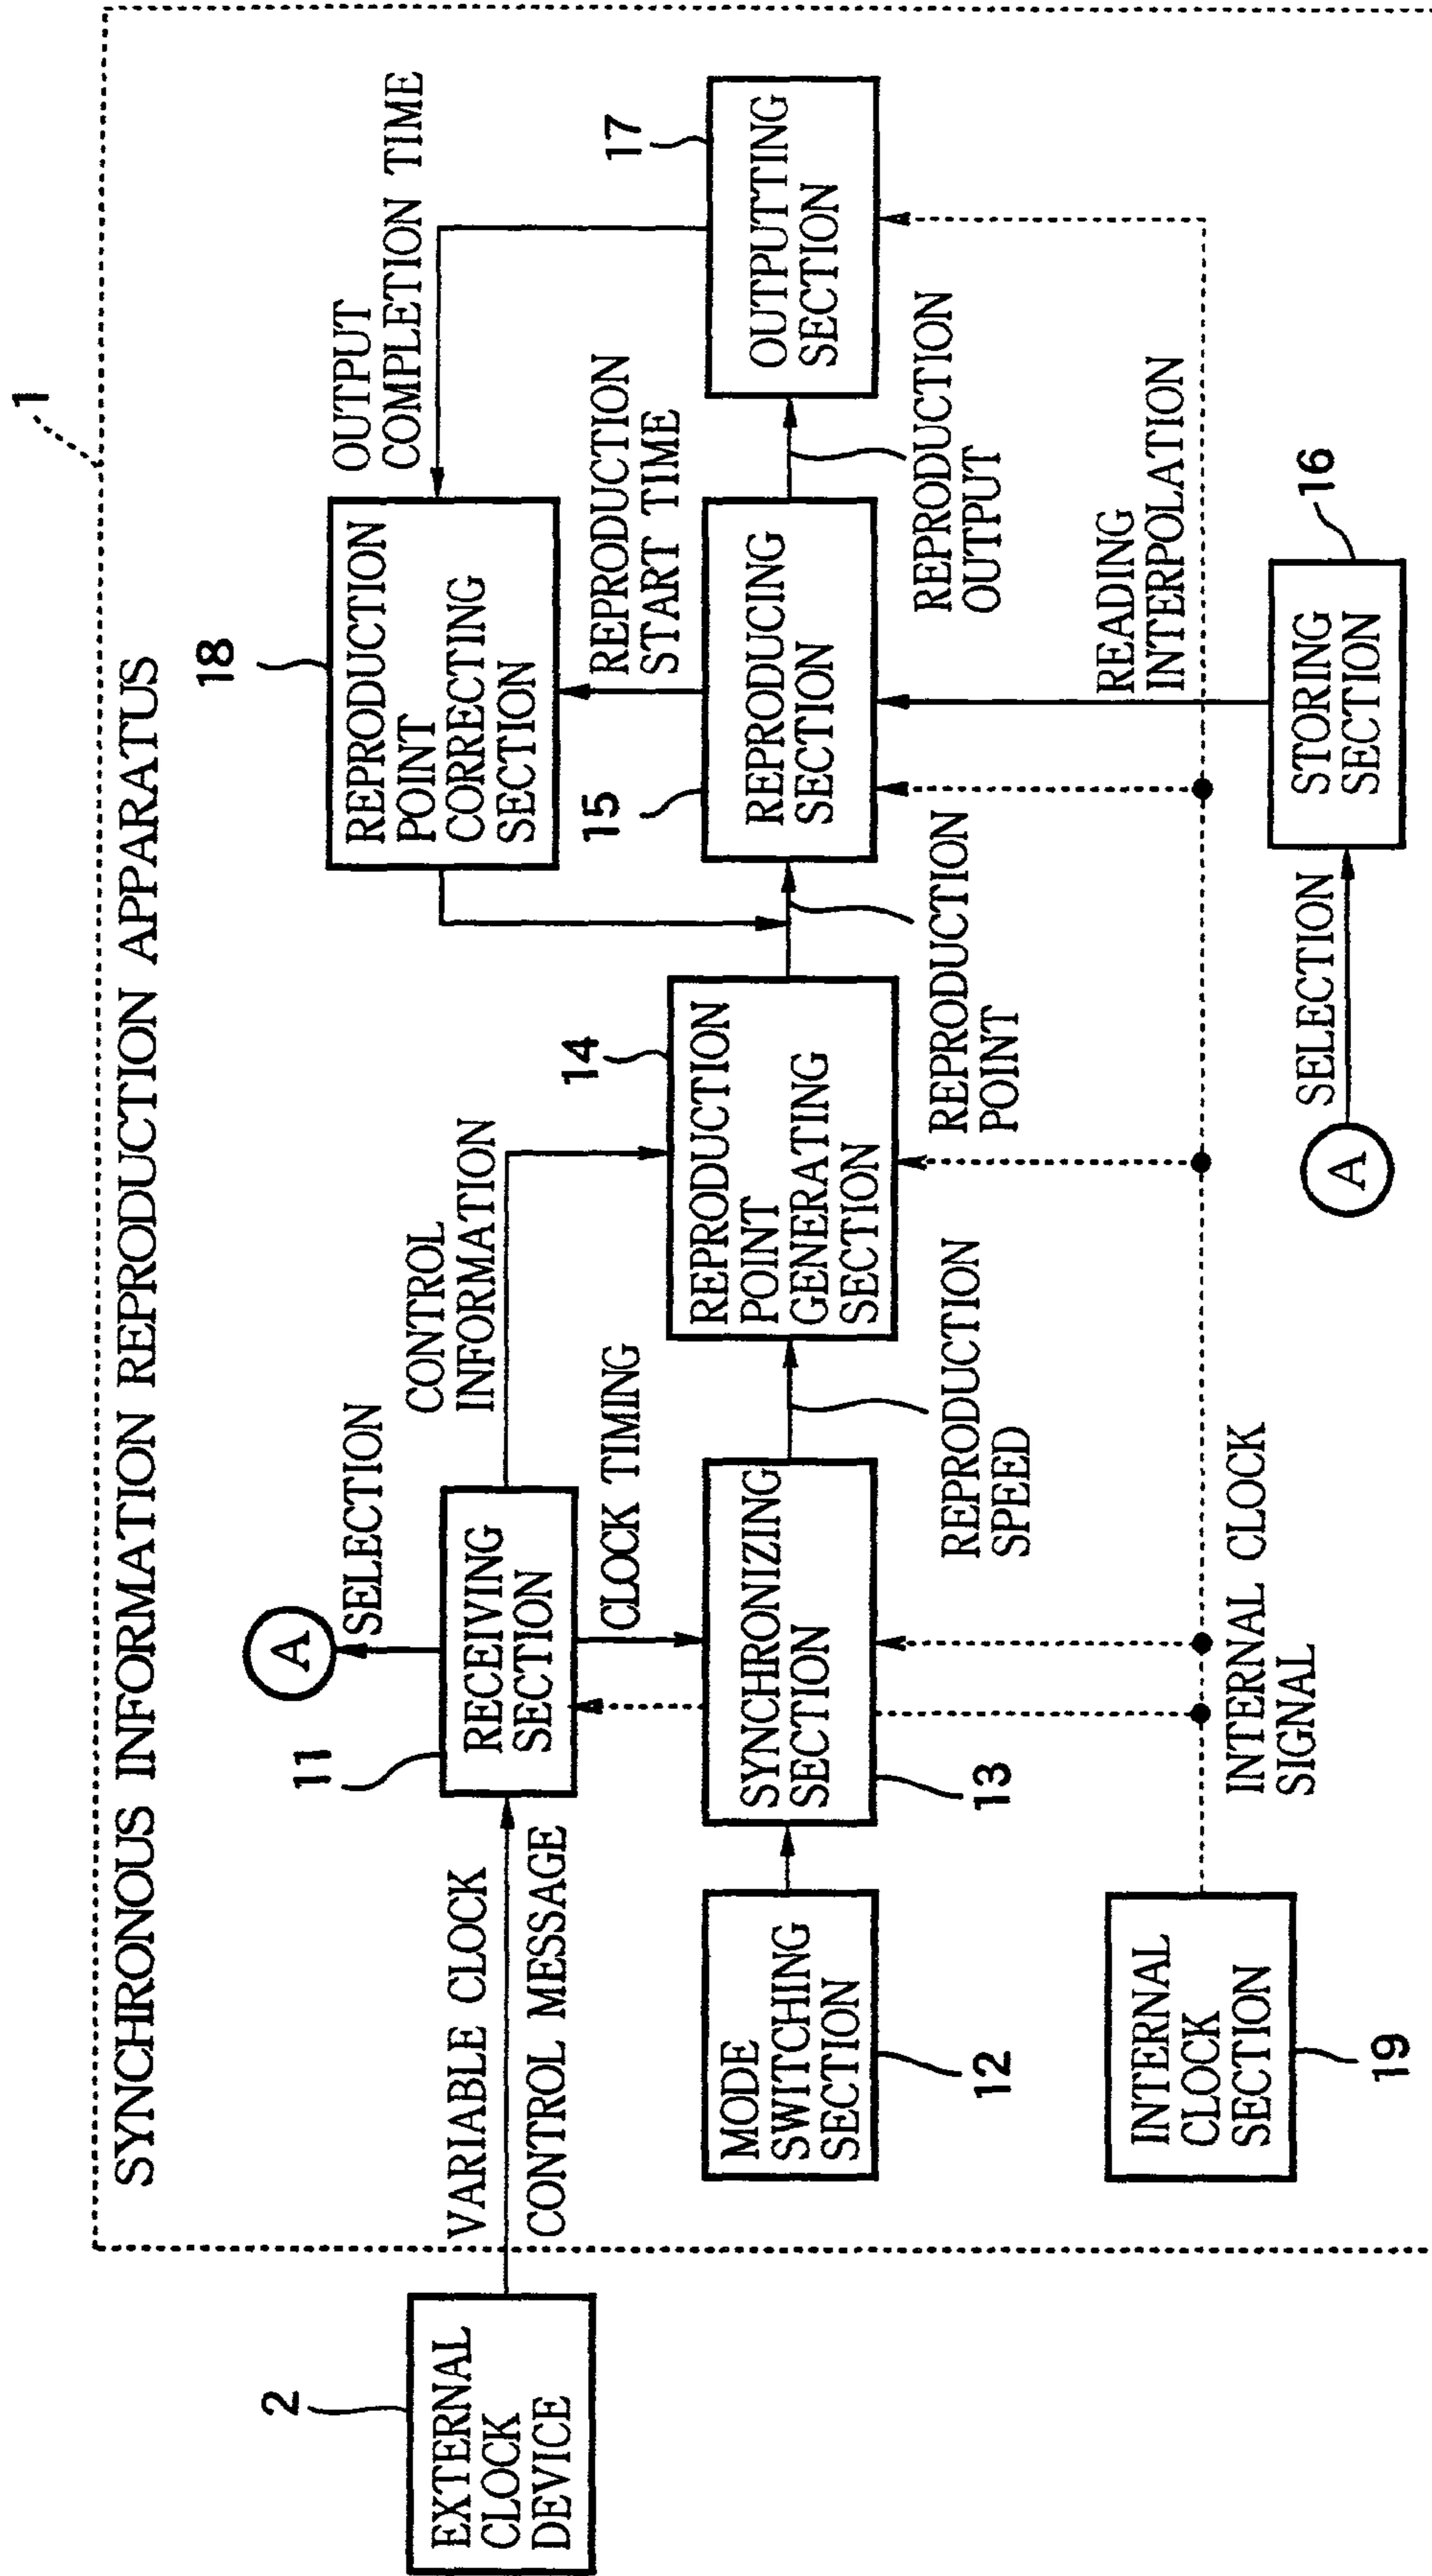 1
SYNCHRONOUS INFORMATION REPRODUCTION APPARATUS
2
EXTERNAL
CLOCK
DEVICE
VARIABLE CLOCK
CONTROL MESSAGE
A
SELECTION
11
RECEIVING
SECTION
CONTROL
INFORMATION
CLOCK TIMING
MODE
SWITCHING
SECTION
12
SYNCHRONIZING
SECTION
13
REPRODUCTION
SPEED
14
REPRODUCTION
POINT
GENERATING
SECTION
REPRODUCTION
POINT
18
REPRODUCTION
POINT
CORRECTING
SECTION
OUTPUT
COMPLETION TIME
REPRODUCTION
START TIME
15
REPRODUCING
SECTION
REPRODUCTION
OUTPUT
17
OUTPUTTING
SECTION
READING
INTERPOLATION
INTERNAL
CLOCK
SECTION
19
INTERNAL CLOCK
SIGNAL
A
SELECTION
STORING
SECTION
16